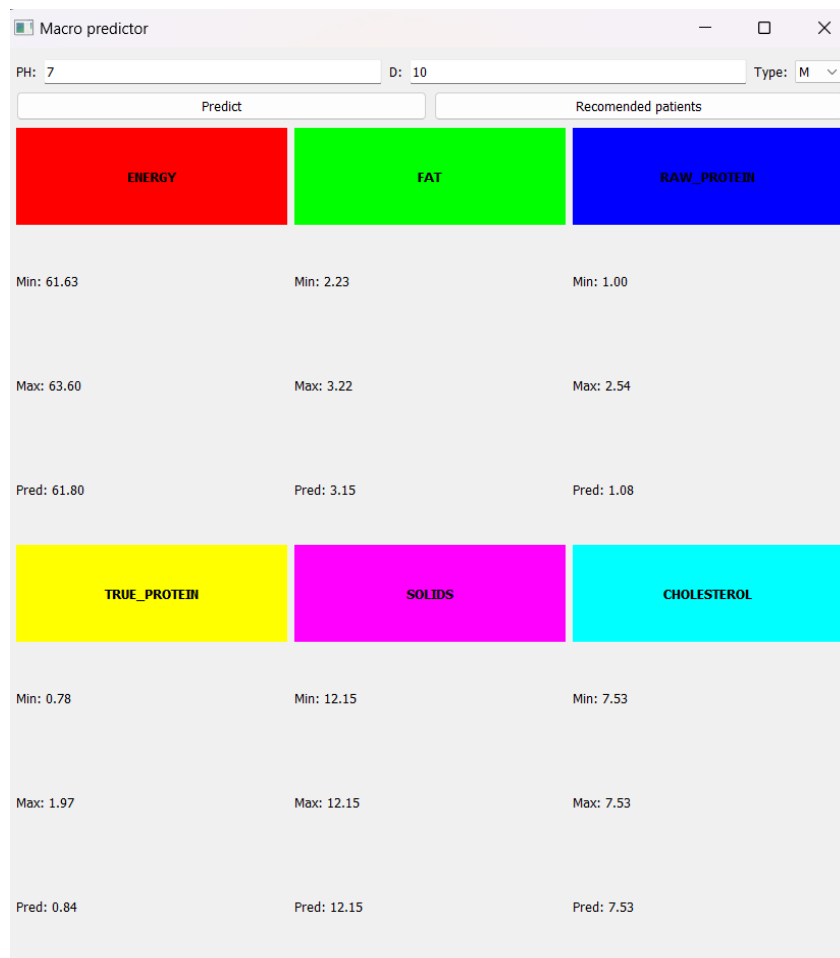 Macro predictor
PH: 7 D: 10 Type: M
Predict Recomended patients
ENERGY FAT RAW_PROTEIN
Min: 61.63 Min: 2.23 Min: 1.00
Max: 63.60 Max: 3.22 Max: 2.54
Pred: 61.80 Pred: 3.15 Pred: 1.08
TRUE_PROTEIN SOLIDS CHOLESTEROL
Min: 0.78 Min: 12.15 Min: 7.53
Max: 1.97 Max: 12.15 Max: 7.53
Pred: 0.84 Pred: 12.15 Pred: 7.53